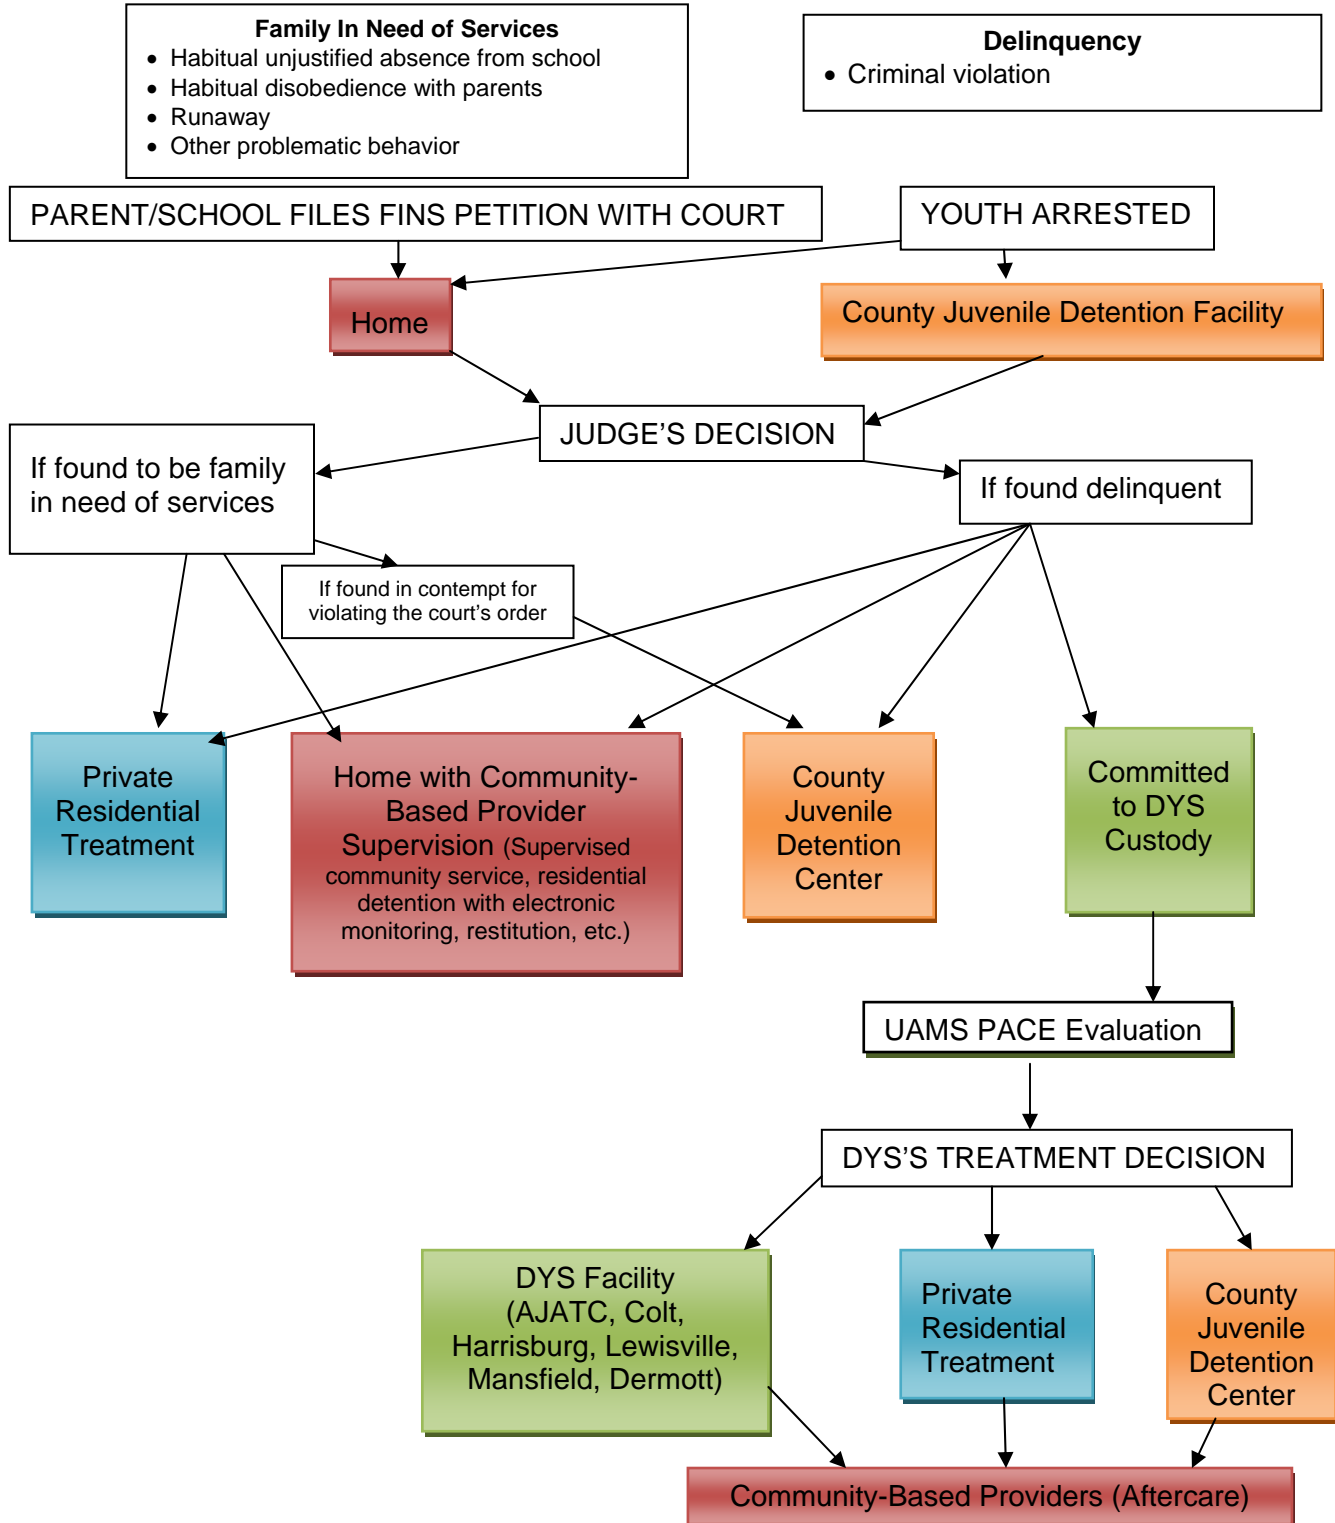 Family In Need of Services
• Habitual unjustified absence from school
• Habitual disobedience with parents
• Runaway
• Other problematic behavior
Delinquency
• Criminal violation
PARENT/SCHOOL FILES FINS PETITION WITH COURT
YOUTH ARRESTED
Home
County Juvenile Detention Facility
JUDGE’S DECISION
If found to be family
in need of services
If found delinquent
If found in contempt for
violating the court’s order
Private
Residential
Treatment
Home with Community-
Based Provider
Supervision (Supervised
community service, residential
detention with electronic
monitoring, restitution, etc.)
County
Juvenile
Detention
Center
Committed
to DYS
Custody
UAMS PACE Evaluation
DYS’S TREATMENT DECISION
DYS Facility
(AJATC, Colt,
Harrisburg, Lewisville,
Mansfield, Dermott)
Private
Residential
Treatment
County
Juvenile
Detention
Center
Community-Based Providers (Aftercare)